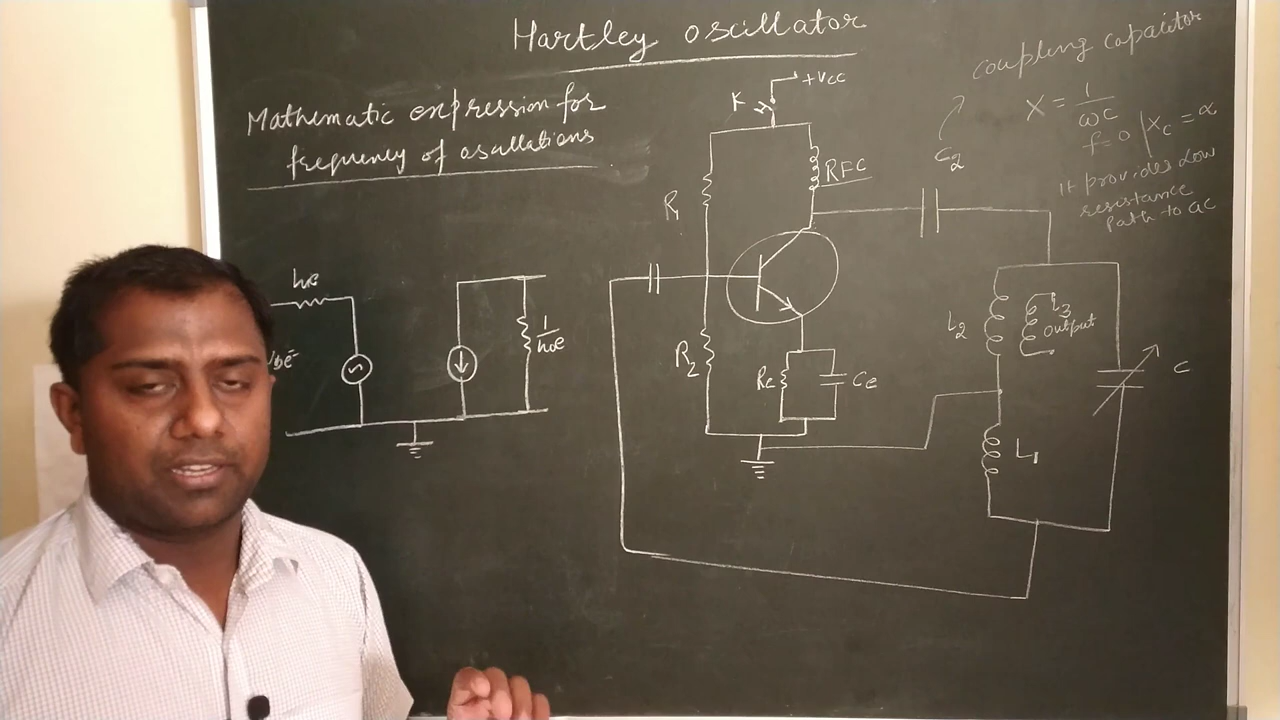 Hartley oscillator
Mathematic expression for
frequency of oscillations
coupling capacitor
X = 1/ωC
f=0 | Xc = α
it provides low
resistance
path to ac
K
+Vcc
RFC
C2
R1
hie
1/hoe
R2
Re
Ce
L2
L3
output
C
L1